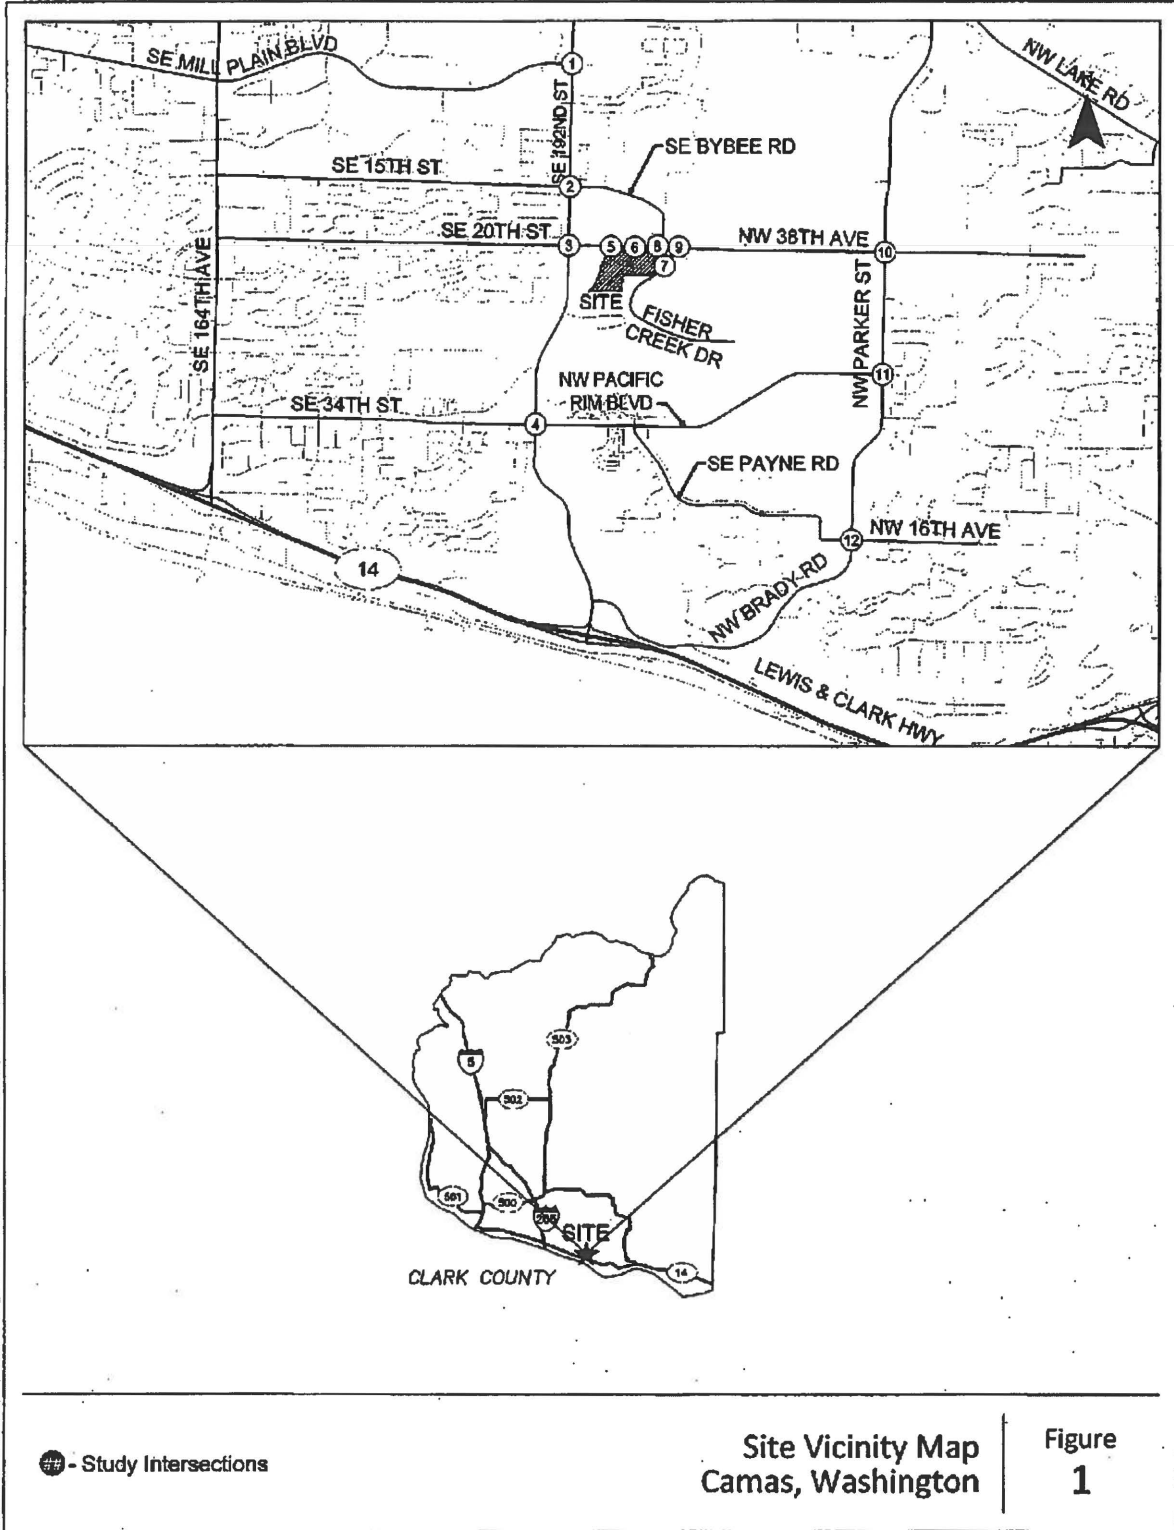 SE MILL PLAIN BLVD
NW LAKE RD
1
SE 192ND ST
SE BYBEE RD
SE 15TH ST
2
SE 20TH ST
3
5
6
8
9
NW 38TH AVE
10
7
SE 164TH AVE
SITE
FISHER
CREEK DR
NW PARKER ST
NW PACIFIC
RIM BLVD
11
SE 34TH ST
4
SE PAYNE RD
NW 16TH AVE
12
14
NW BRADY RD
LEWIS & CLARK HWY
503
5
502
501
500
205
SITE
14
CLARK COUNTY
## - Study Intersections
Site Vicinity Map
Camas, Washington
Figure
1